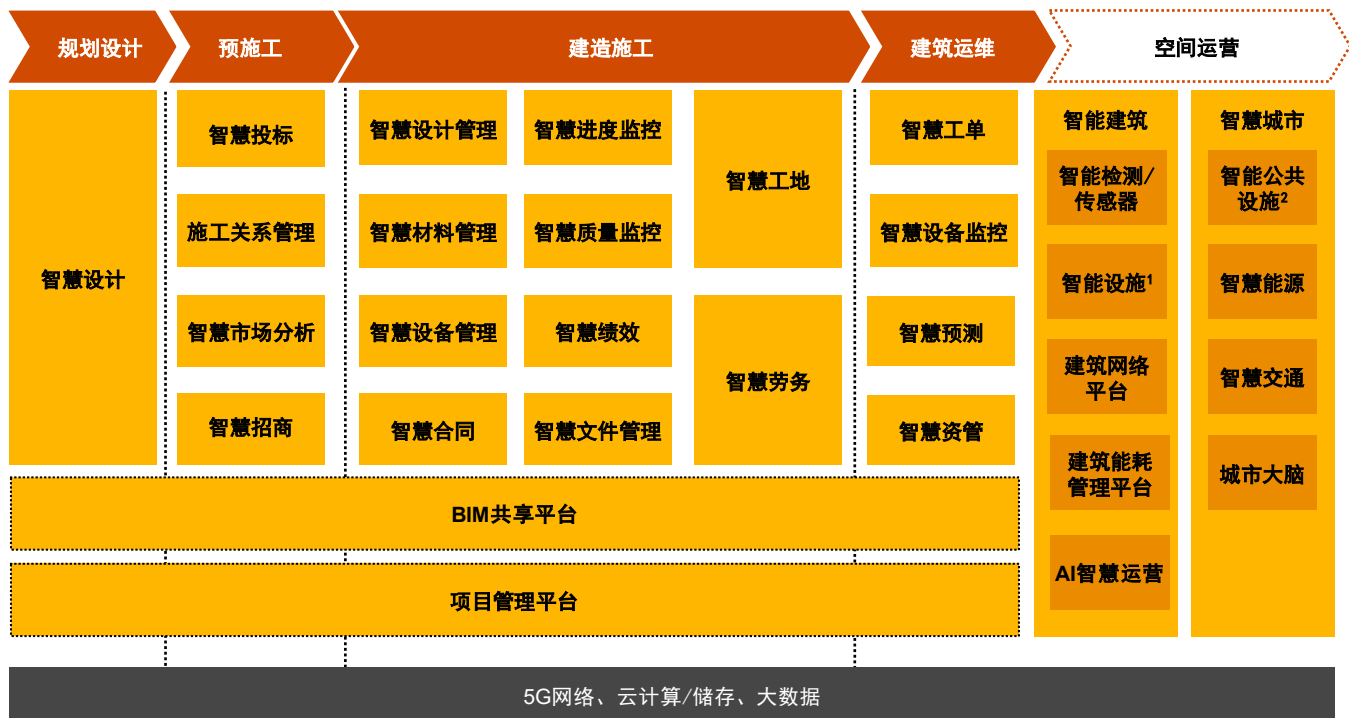 规划设计
预施工
建造施工
建筑运维
空间运营
智慧设计
智慧投标
施工关系管理
智慧市场分析
智慧招商
智慧设计管理
智慧材料管理
智慧设备管理
智慧合同
智慧进度监控
智慧质量监控
智慧绩效
智慧文件管理
智慧工地
智慧劳务
智慧工单
智慧设备监控
智慧预测
智慧资管
智能建筑
智能检测/
传感器
智能设施¹
建筑网络
平台
建筑能耗
管理平台
AI智慧运营
智慧城市
智能公共
设施²
智慧能源
智慧交通
城市大脑
BIM共享平台
项目管理平台
5G网络、云计算/储存、大数据